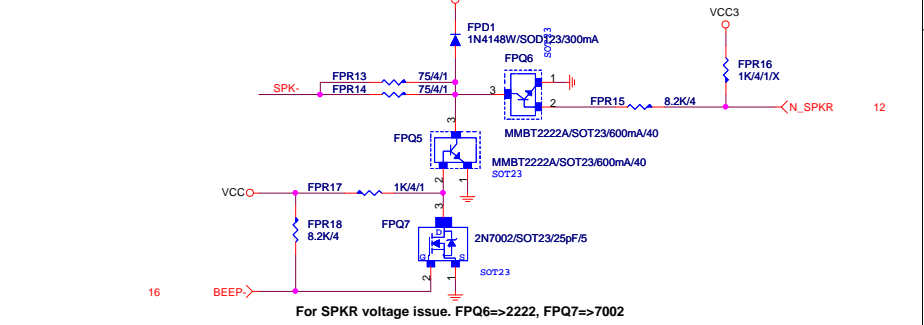 VCC3
FPD1
1N4148W/SOD123/300mA
SOT23
FPQ6
FPR16
1K/4/1/X
FPR13 75/4/1
SPK-
FPR14 75/4/1
3
1
2
FPR15 8.2K/4
N_SPKR 12
MMBT2222A/SOT23/600mA/40
3
FPQ5
MMBT2222A/SOT23/600mA/40
SOT23
2
1
VCC
FPR17 1K/4/1
3
FPR18
8.2K/4
FPQ7
D
2N7002/SOT23/25pF/5
G
S
SOT23
2
1
16 BEEP-
For SPKR voltage issue. FPQ6=>2222, FPQ7=>7002